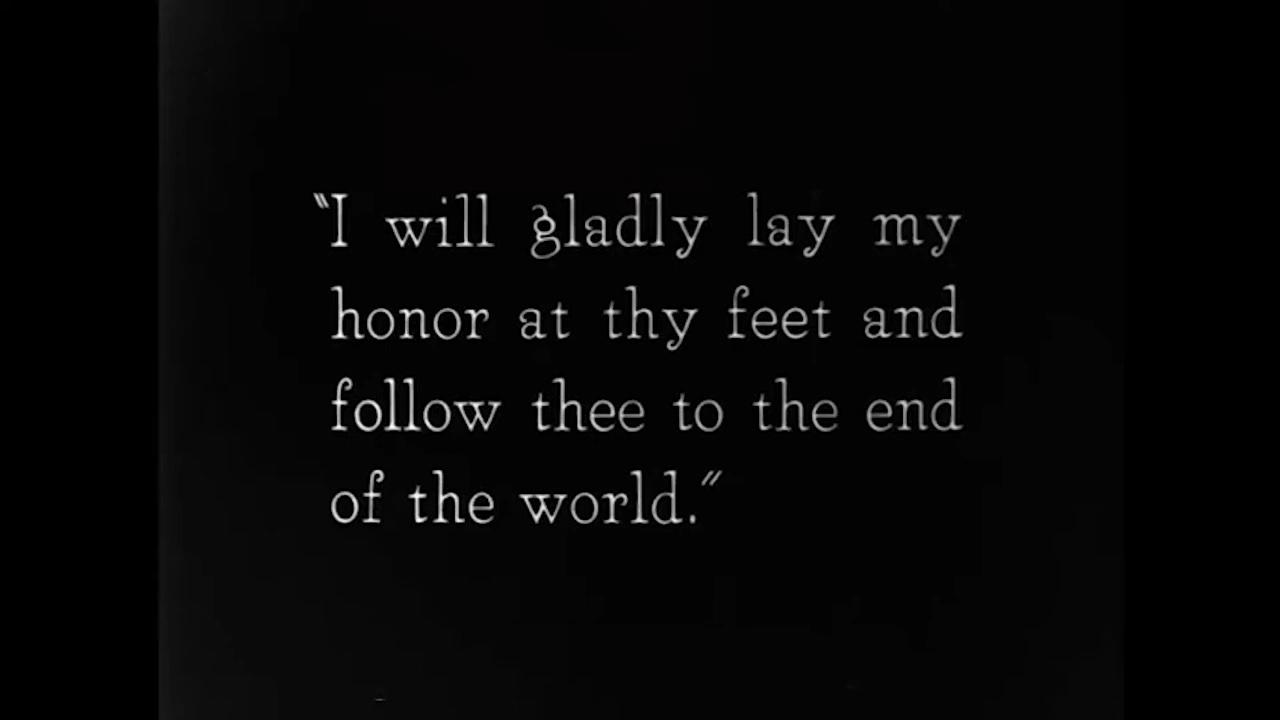 “I will gladly lay my
honor at thy feet and
follow thee to the end
of the world.”